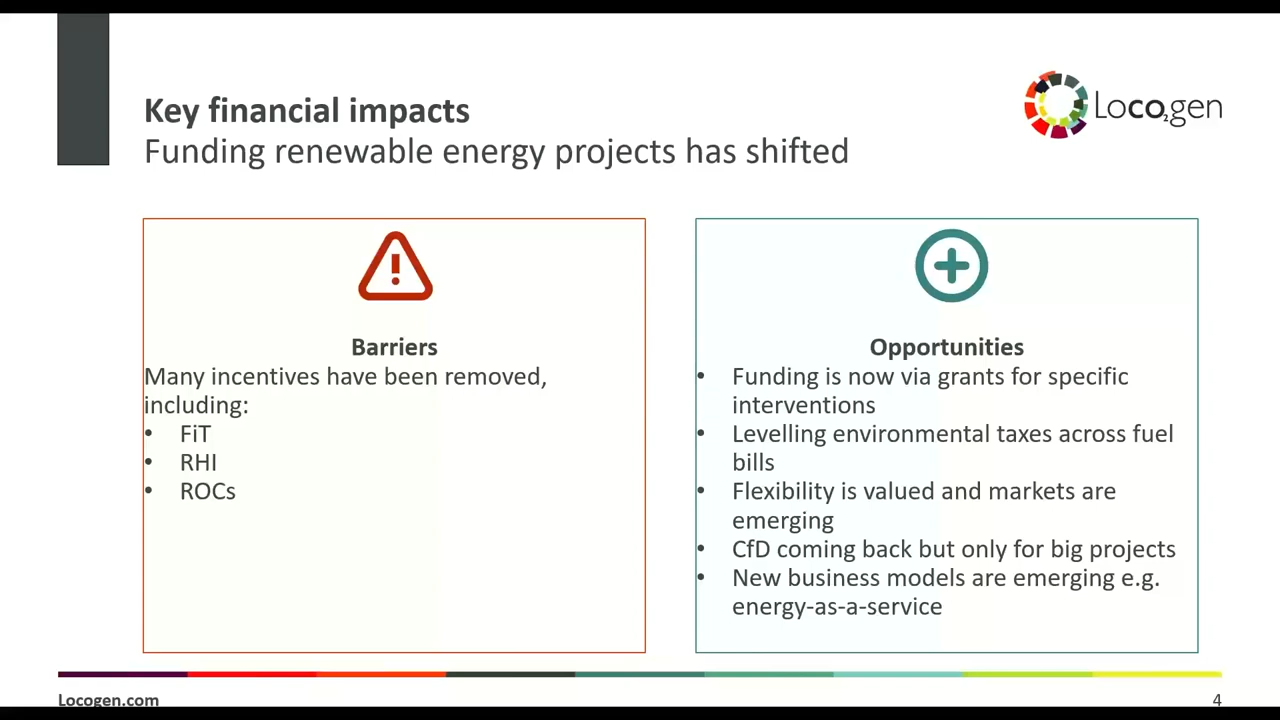 Key financial impacts
Funding renewable energy projects has shifted
Loco2gen
Barriers
Many incentives have been removed,
including:
• FiT
• RHI
• ROCs
Opportunities
• Funding is now via grants for specific
interventions
• Levelling environmental taxes across fuel
bills
• Flexibility is valued and markets are
emerging
• CfD coming back but only for big projects
• New business models are emerging e.g.
energy-as-a-service
Locogen.com
4